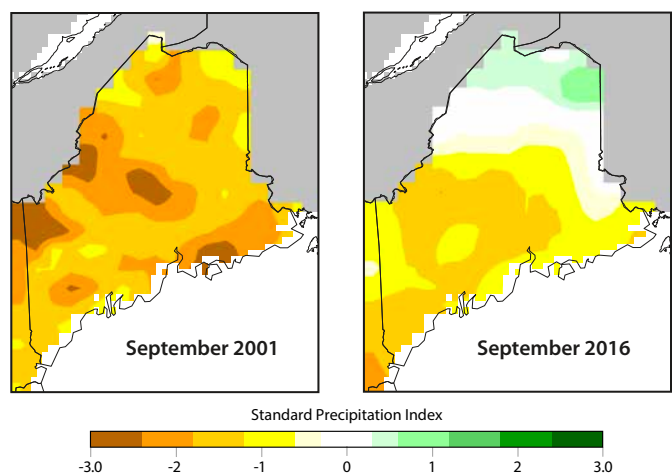 September 2001
September 2016
Standard Precipitation Index
-3.0 -2 -1 0 1 2 3.0